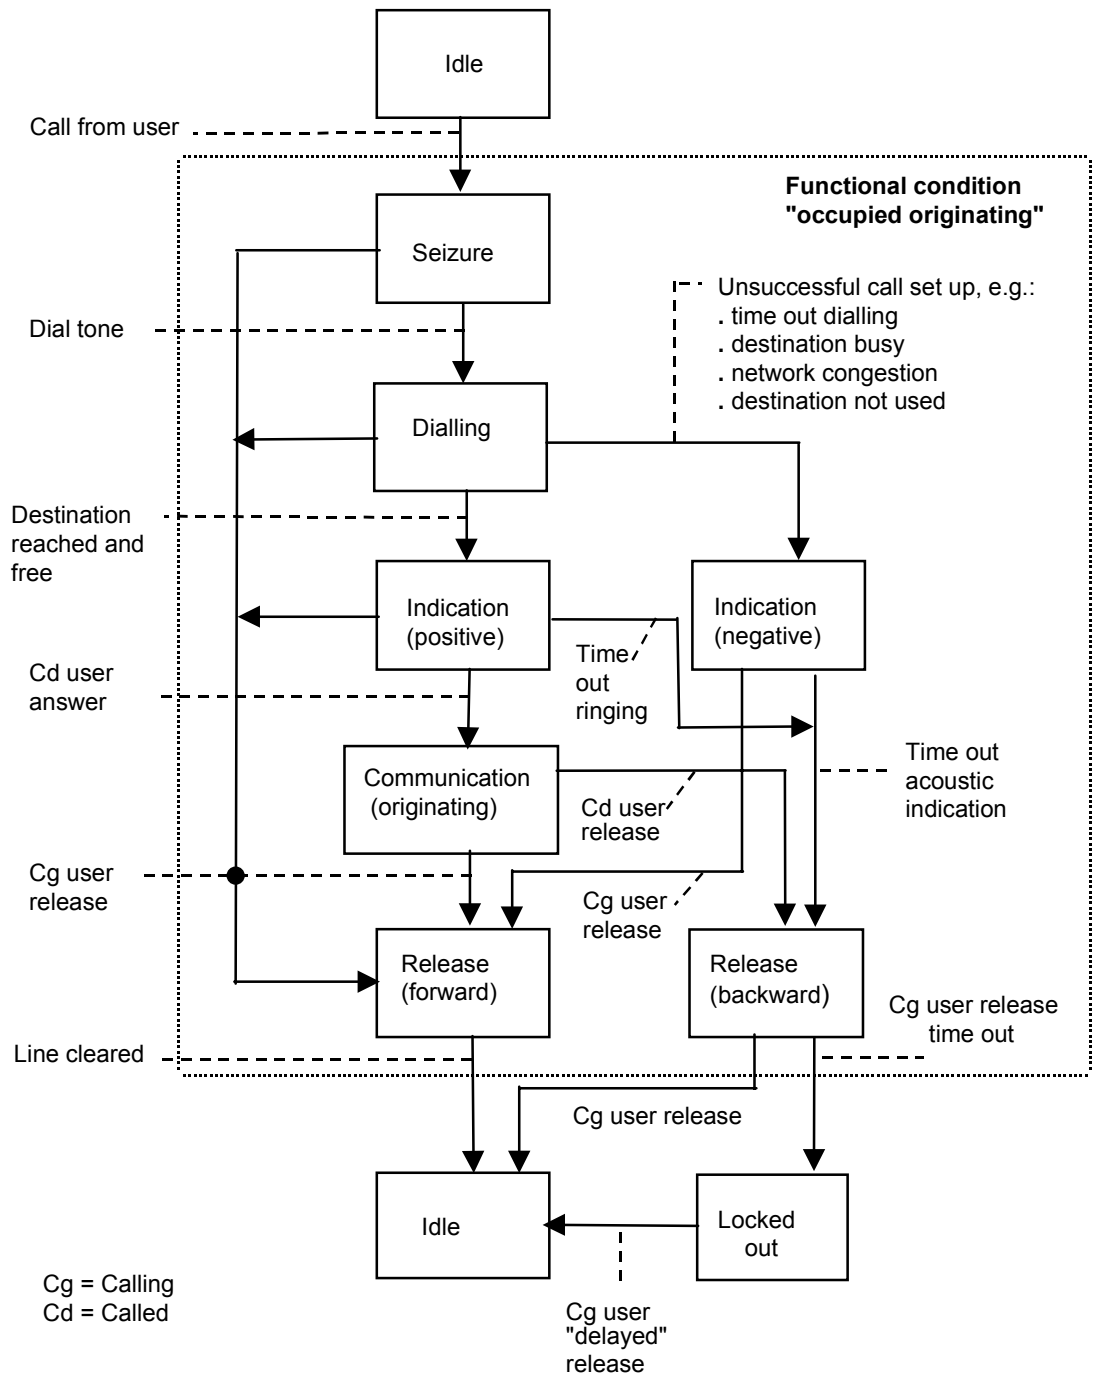 Idle
Call from user
Functional condition
"occupied originating"
Seizure
Unsuccessful call set up, e.g.:
. time out dialling
. destination busy
. network congestion
. destination not used
Dial tone
Dialling
Destination
reached and
free
Indication
(positive)
Indication
(negative)
Time
out
ringing
Cd user
answer
Communication
(originating)
Time out
acoustic
indication
Cd user
release
Cg user
release
Cg user
release
Release
(forward)
Release
(backward)
Cg user release
time out
Line cleared
Cg user release
Idle
Locked
out
Cg = Calling
Cd = Called
Cg user
"delayed"
release